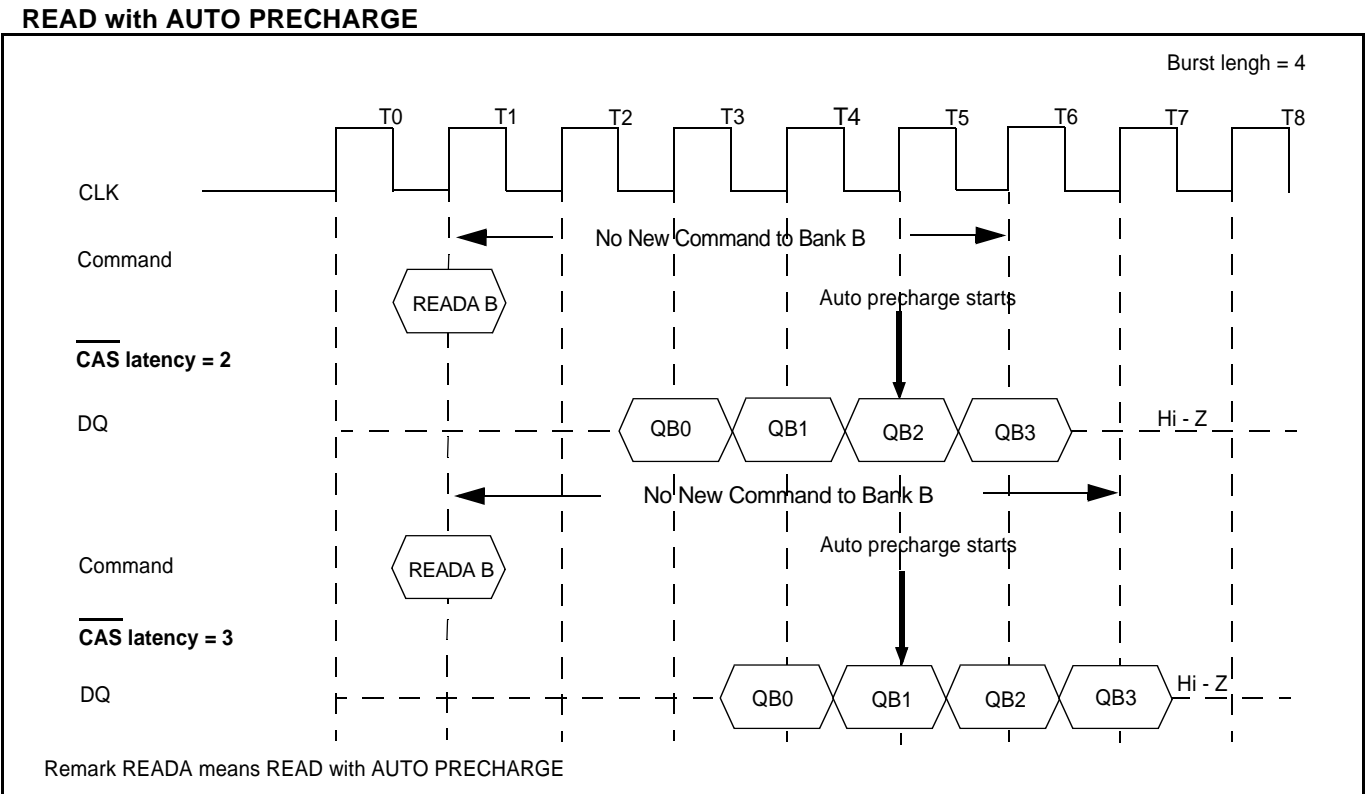 READ with AUTO PRECHARGE
Burst lengh = 4
T0 T1 T2 T3 T4 T5 T6 T7 T8
CLK
No New Command to Bank B
Command
READA B
Auto precharge starts
CAS latency = 2
DQ
QB0 QB1 QB2 QB3 Hi - Z
No New Command to Bank B
Auto precharge starts
Command
READA B
CAS latency = 3
DQ
QB0 QB1 QB2 QB3 Hi - Z
Remark READA means READ with AUTO PRECHARGE